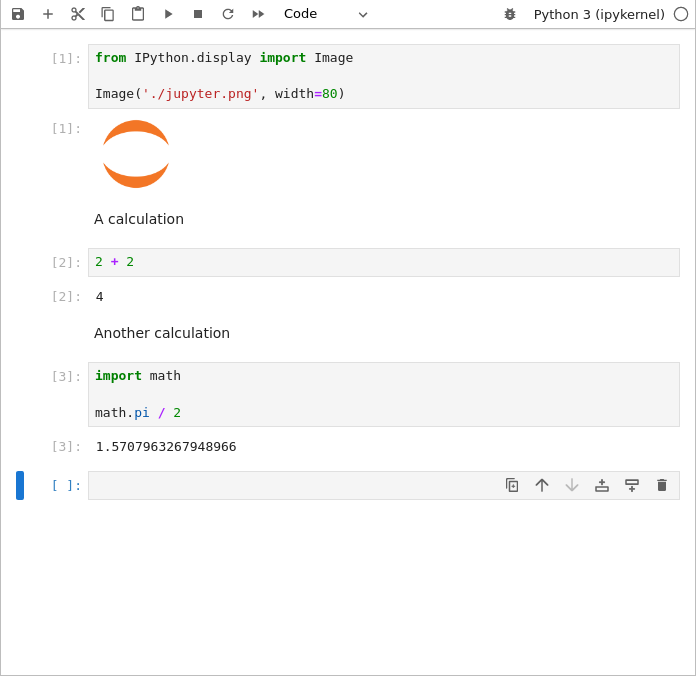 Code Python 3 (ipykernel)
[1]: from IPython.display import Image
Image('./jupyter.png', width=80)
[1]:
A calculation
[2]: 2 + 2
[2]: 4
Another calculation
[3]: import math
math.pi / 2
[3]: 1.5707963267948966
[ ]: